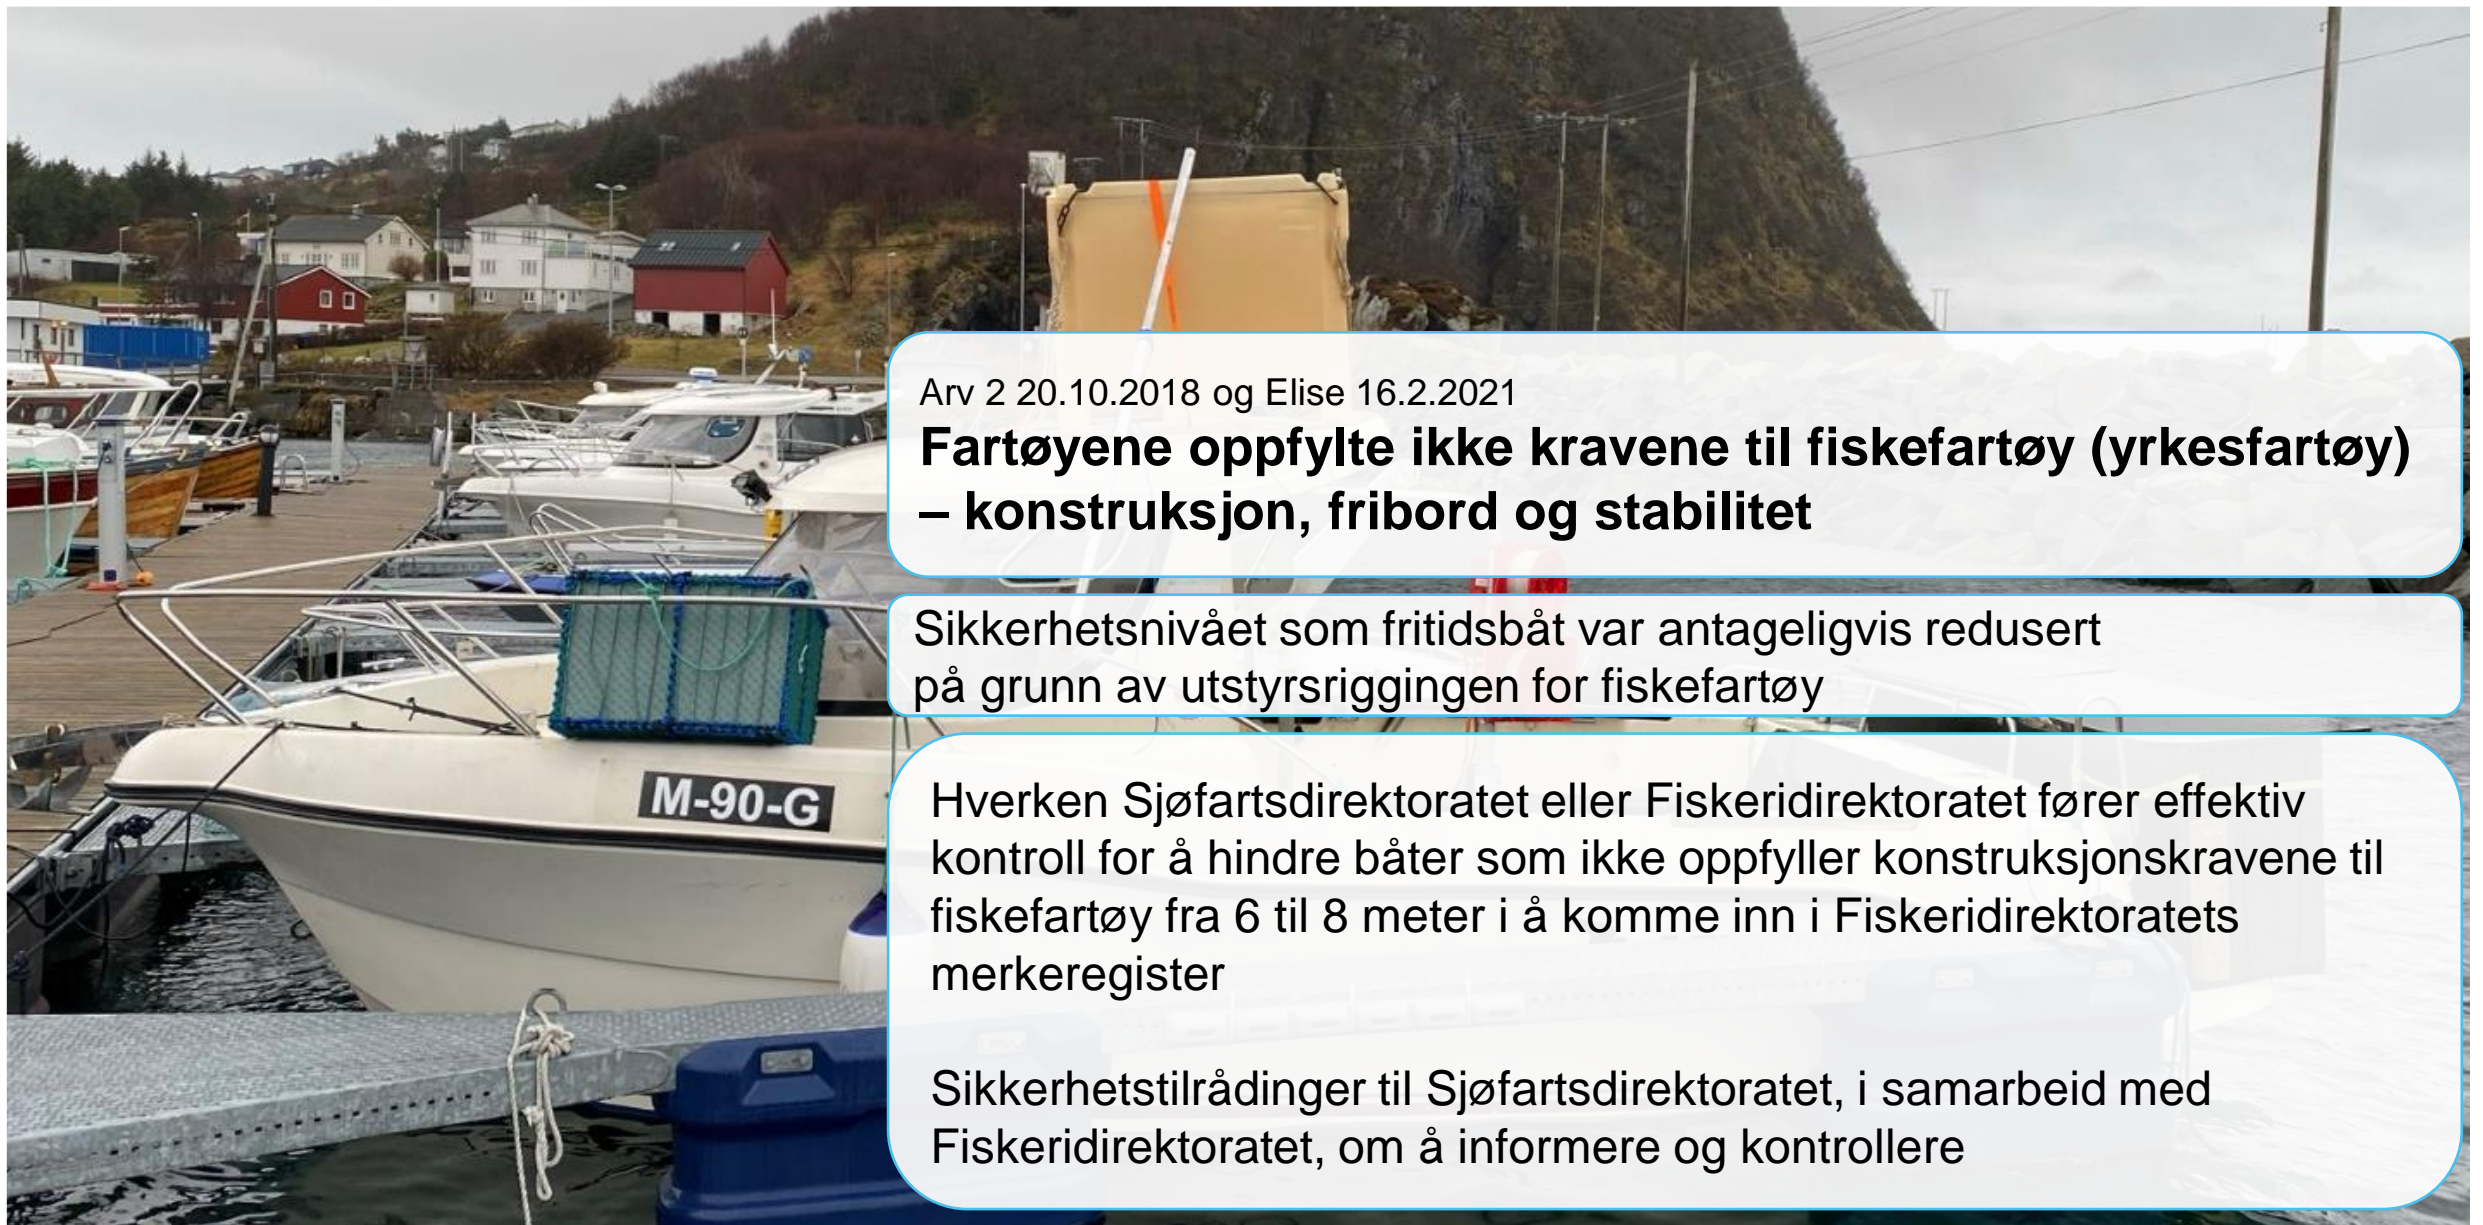 Arv 2 20.10.2018 og Elise 16.2.2021
Fartøyene oppfylte ikke kravene til fiskefartøy (yrkesfartøy)
– konstruksjon, fribord og stabilitet
Sikkerhetsnivået som fritidsbåt var antageligvis redusert
på grunn av utstyrsriggingen for fiskefartøy
M-90-G
Hverken Sjøfartsdirektoratet eller Fiskeridirektoratet fører effektiv
kontroll for å hindre båter som ikke oppfyller konstruksjonskravene til
fiskefartøy fra 6 til 8 meter i å komme inn i Fiskeridirektoratets
merkeregister
Sikkerhetstilrådinger til Sjøfartsdirektoratet, i samarbeid med
Fiskeridirektoratet, om å informere og kontrollere